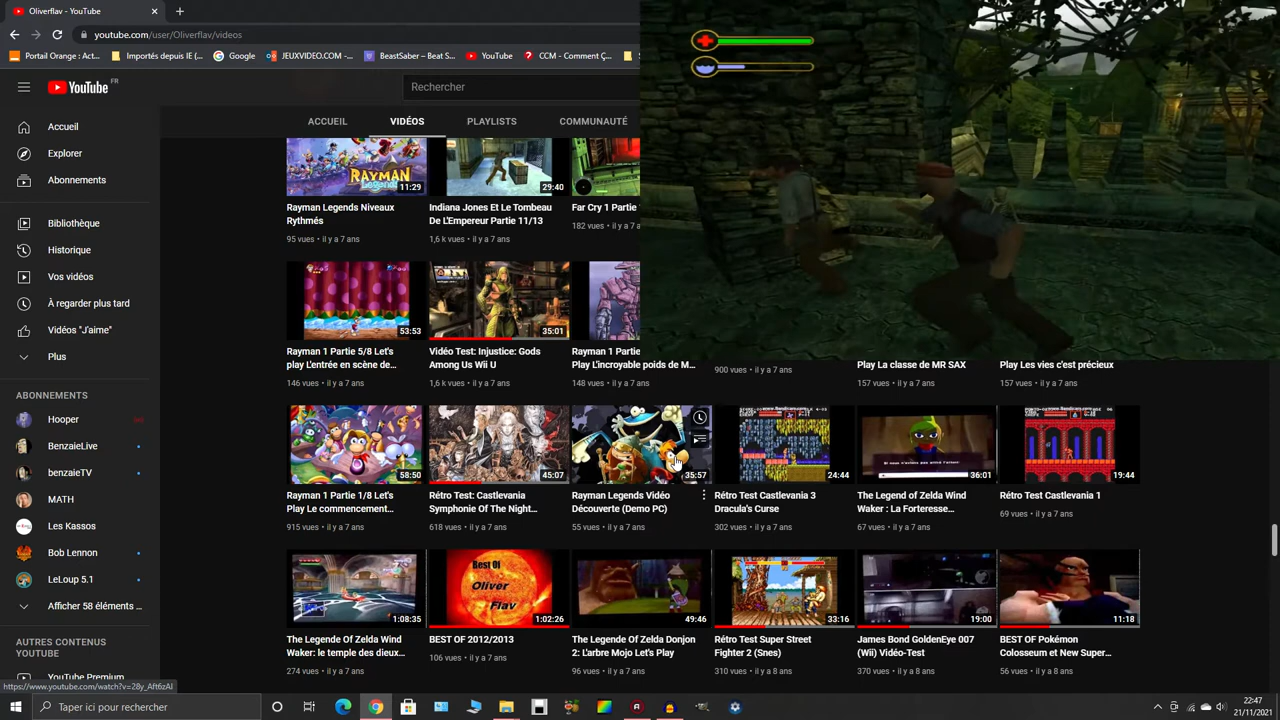 Oliverflav - YouTube
youtube.com/user/Oliverflav/videos
Portail Orange : Act...
Importés depuis IE (...
Google
JEUXVIDEO.COM -...
BeastSaber – Beat S...
YouTube
CCM - Comment Ç...
YouTube FR
Rechercher
ACCUEIL
VIDÉOS
PLAYLISTS
COMMUNAUTÉ
Accueil
Explorer
Abonnements
Bibliothèque
Historique
Vos vidéos
À regarder plus tard
Vidéos "J'aime"
Plus
ABONNEMENTS
Hooper
BenzaieLive
benzaieTV
MATH
Les Kassos
Bob Lennon
LeLoup 5.1
Afficher 58 éléments ...
AUTRES CONTENUS
YOUTUBE
YouTube Premium
RAYMAN
11:29
29:40
Rayman Legends Niveaux
Rythmés
95 vues • il y a 7 ans
Indiana Jones Et Le Tombeau
De L'Empereur Partie 11/13
1,6 k vues • il y a 7 ans
Far Cry 1 Partie
182 vues • il y a 7
53:53
35:01
Rayman 1 Partie 5/8 Let's
play L'entrée en scène de...
146 vues • il y a 7 ans
Vidéo Test: Injustice: Gods
Among Us Wii U
1,6 k vues • il y a 7 ans
Rayman 1 Partie
Play L'incroyable poids de M...
148 vues • il y a 7 ans
900 vues • il y a 7 ans
Play La classe de MR SAX
157 vues • il y a 7 ans
Play Les vies c'est précieux
157 vues • il y a 7 ans
58:50
45:07
35:57
24:44
36:01
19:44
Rayman 1 Partie 1/8 Let's
Play Le commencement...
915 vues • il y a 7 ans
Rétro Test: Castlevania
Symphonie Of The Night...
618 vues • il y a 7 ans
Rayman Legends Vidéo
Découverte (Demo PC)
55 vues • il y a 7 ans
Rétro Test Castlevania 3
Dracula's Curse
302 vues • il y a 7 ans
The Legend of Zelda Wind
Waker : La Forteresse...
67 vues • il y a 7 ans
Rétro Test Castlevania 1
69 vues • il y a 7 ans
1:08:35
Best Of
Oliver
Flav
1:02:26
49:46
33:16
19:00
11:18
The Legende Of Zelda Wind
Waker: le temple des dieux...
274 vues • il y a 7 ans
BEST OF 2012/2013
106 vues • il y a 7 ans
The Legende Of Zelda Donjon
2: L'arbre Mojo Let's Play
96 vues • il y a 7 ans
Rétro Test Super Street
Fighter 2 (Snes)
310 vues • il y a 8 ans
James Bond GoldenEye 007
(Wii) Vidéo-Test
370 vues • il y a 8 ans
BEST OF Pokémon
Colosseum et New Super...
56 vues • il y a 8 ans
https://www.youtube.com/watch?v=28y_Aft6zAI
Taper ici pour rechercher
22:47
21/11/2021